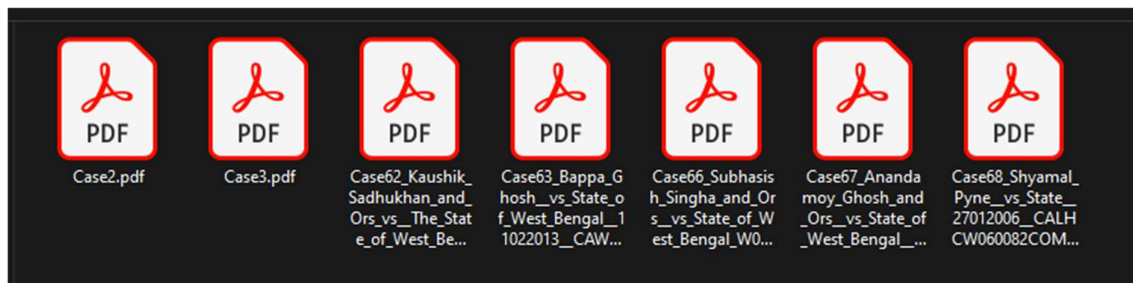 PDF
PDF
PDF
PDF
PDF
PDF
PDF
Case2.pdf
Case3.pdf
Case62_Kaushik_
Sadhukhan_and_
Ors_vs__The_Stat
e_of_West_Be...
Case63_Bappa_G
hosh__vs_State_o
f_West_Bengal__1
1022013__CAW...
Case66_Subhasis
h_Singha_and_Or
s__vs_State_of_W
est_Bengal_W0...
Case67_Ananda
moy_Ghosh_and
_Ors__vs_State_of
_West_Bengal__...
Case68_Shyamal_
Pyne__vs_State__
27012006__CALH
CW060082COM...